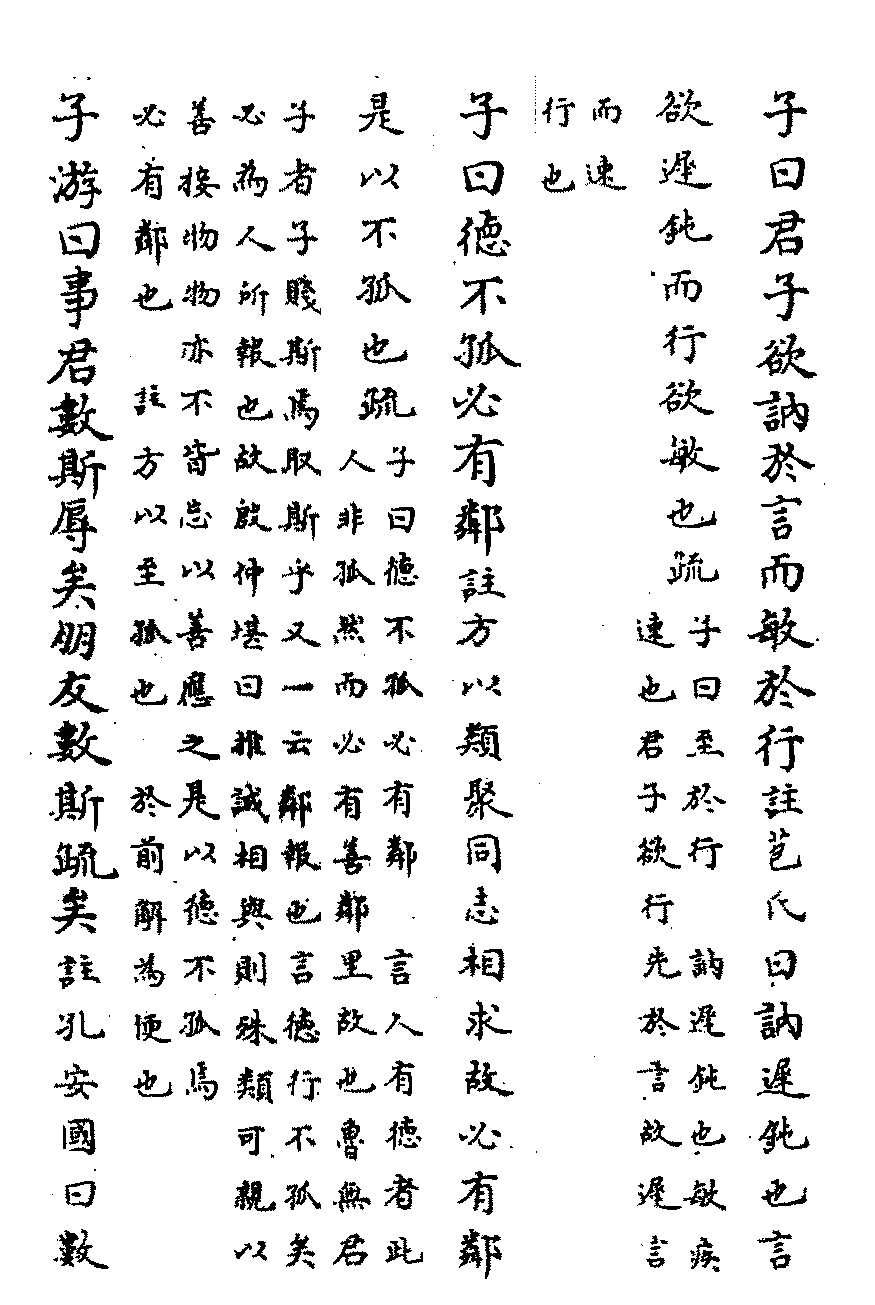 子曰君子欲訥於言而敏於行註苞氏曰訥遲鈍也言
欲遲鈍而行欲敏也疏
子曰至於行　訥遲鈍也敏疾
速也君子欲行先於言故遲言
而速
行也
子曰德不孤必有鄰註方以類聚同志相求故必有鄰
是以不孤也疏
子曰德不孤必有鄰　言人有德者此
人非孤然而必有善鄰里故也魯無君
子者子賤斯焉取斯乎又一云鄰報也言德行不孤矣
必為人所報也故殷仲堪曰推誠相與則殊類可親以
善接物物亦不皆忘以善應之是以德不孤焉
必有鄰也　註方以至孤也　於前解為便也
子游曰事君數斯辱矣朋友數斯疏矣註孔安國曰數